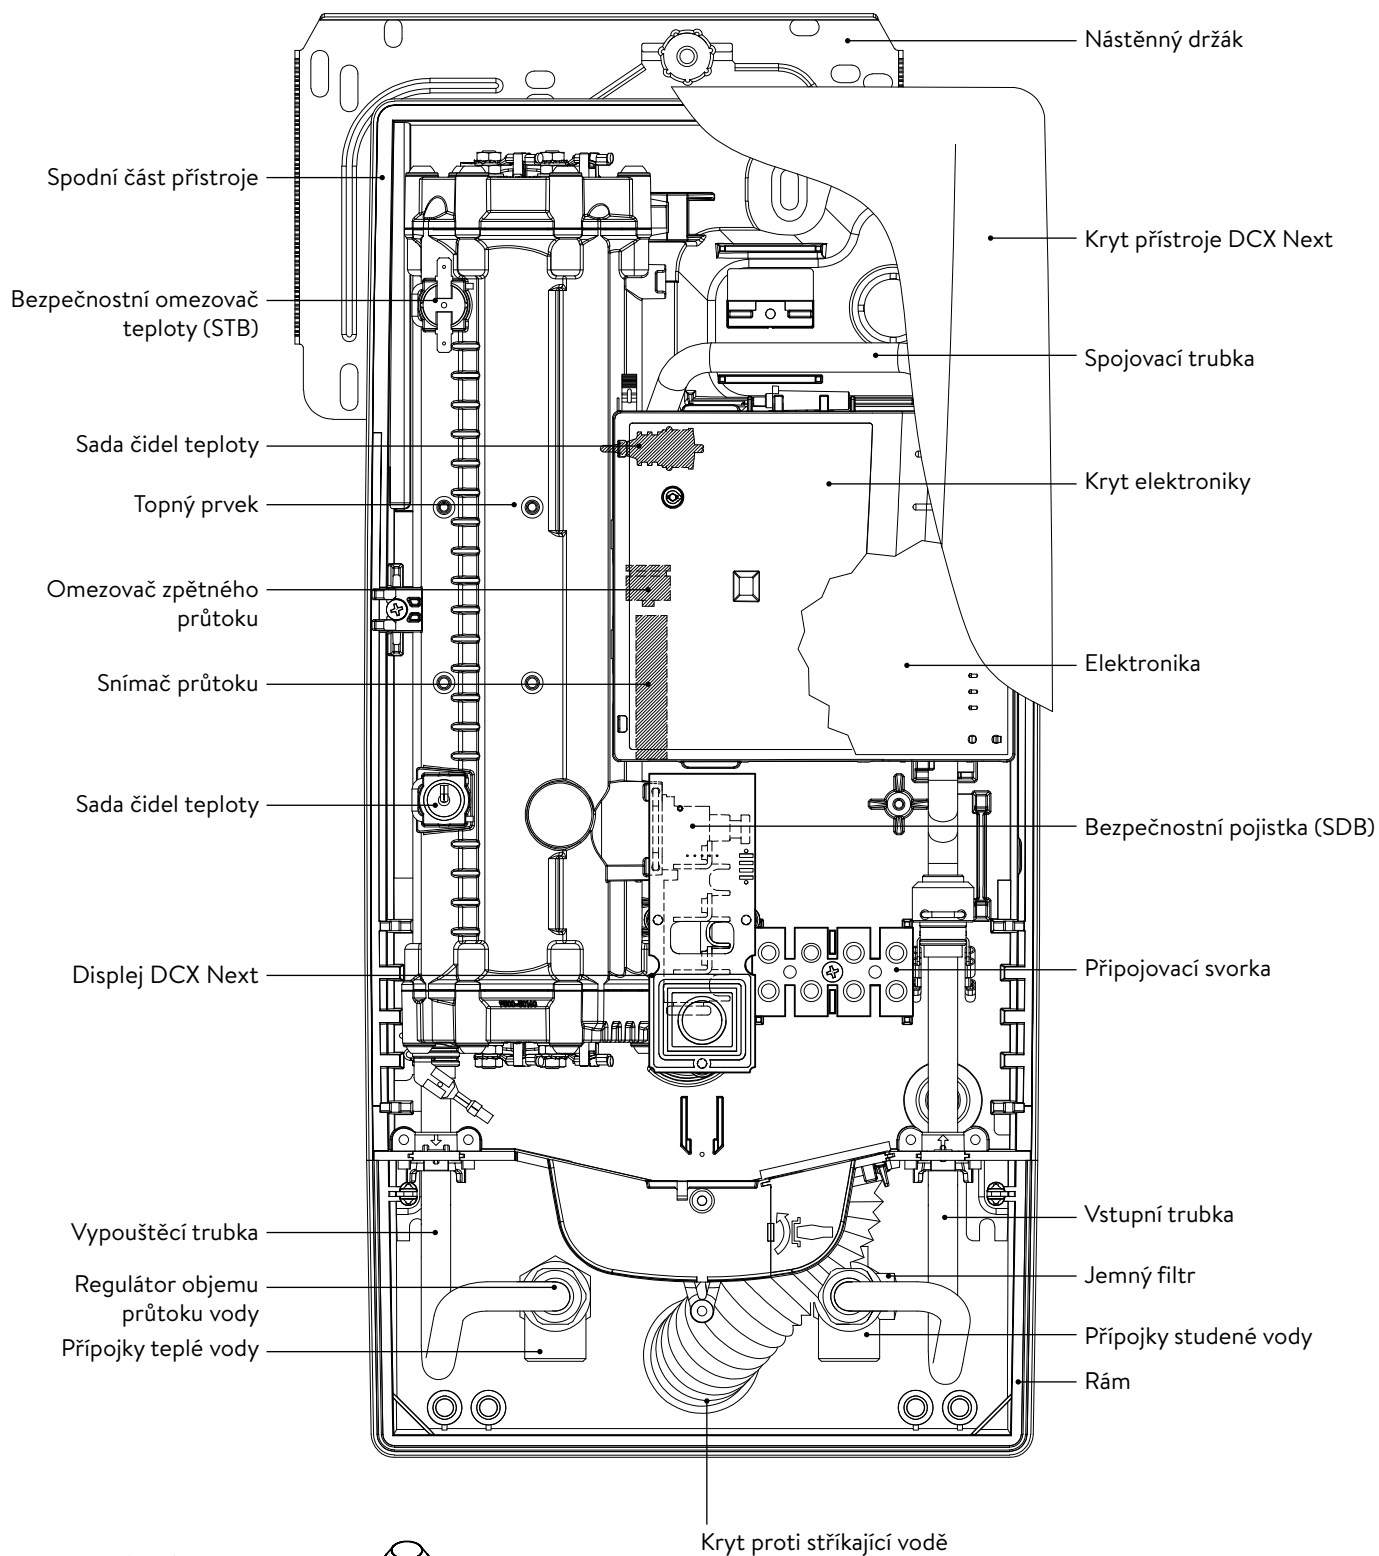 Nástěnný držák
Spodní část přístroje
Kryt přístroje DCX Next
Bezpečnostní omezovač
teploty (STB)
Spojovací trubka
Sada čidel teploty
Kryt elektroniky
Topný prvek
Omezovač zpětného
průtoku
Elektronika
Snímač průtoku
Sada čidel teploty
Bezpečnostní pojistka (SDB)
Displej DCX Next
Připojovací svorka
Vypouštěcí trubka
Vstupní trubka
Regulátor objemu
průtoku vody
Jemný filtr
Přípojky teplé vody
Přípojky studené vody
Rám
Kryt proti stříkající vodě